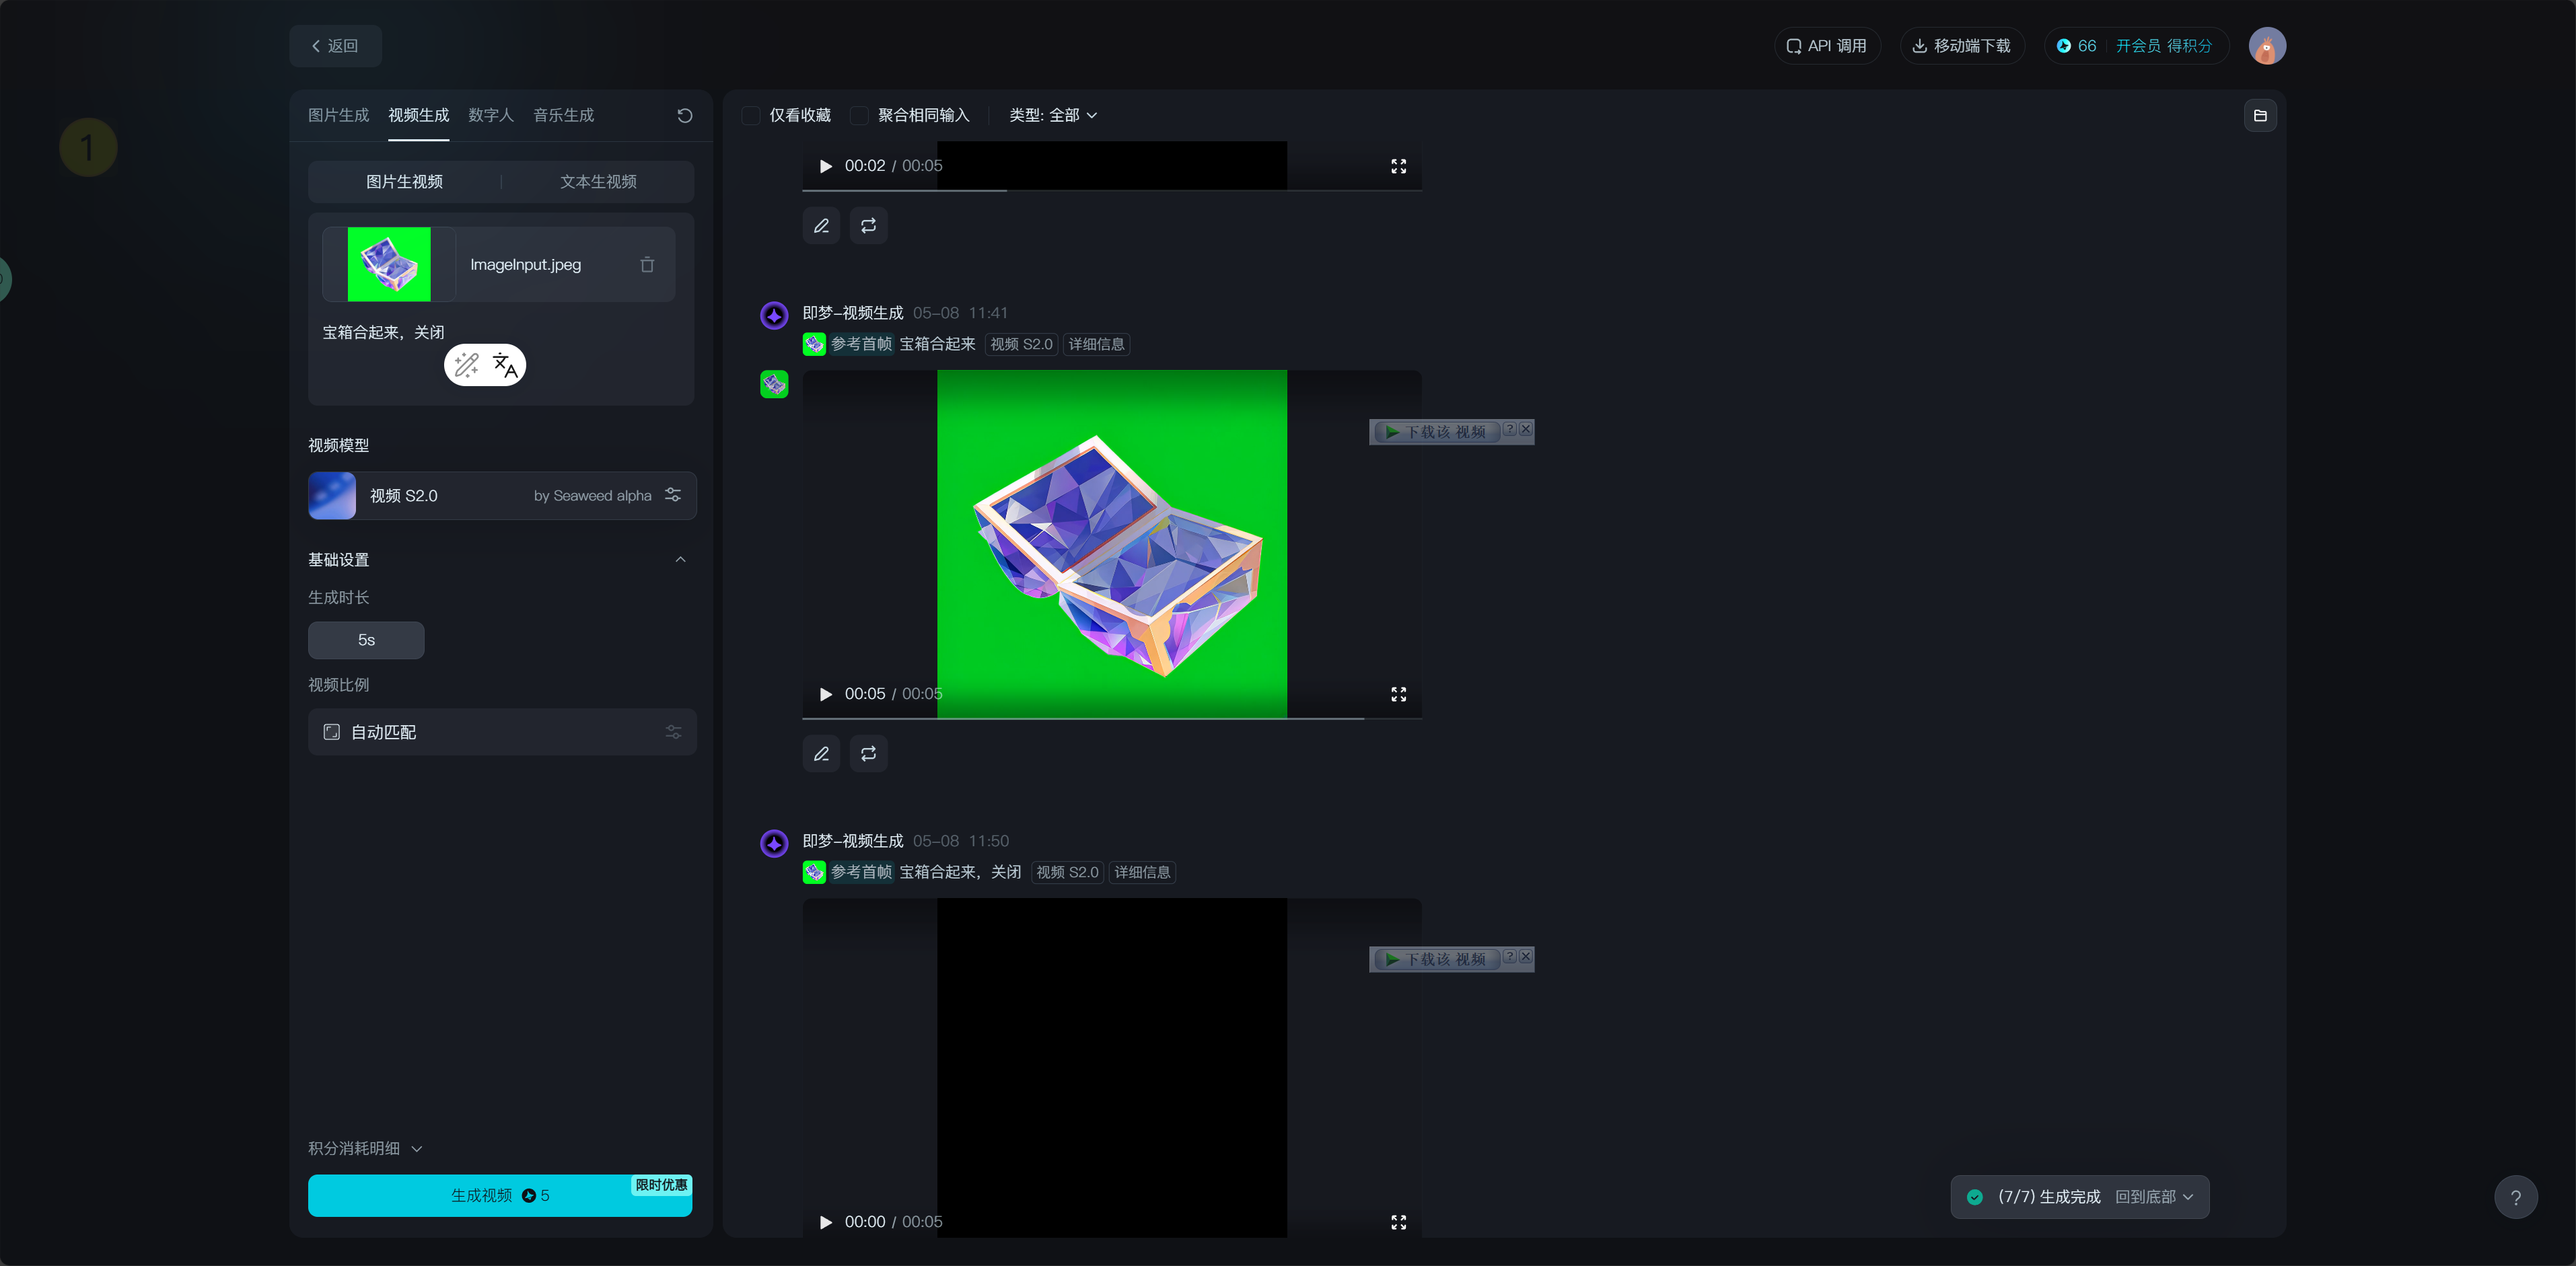 返回
API 调用
移动端下载
66
开会员 得积分
1
图片生成 视频生成 数字人 音乐生成
图片生视频
文本生视频
ImageInput.jpeg
宝箱合起来，关闭
文A
视频模型
视频 S2.0
by Seaweed alpha
基础设置
生成时长
5s
视频比例
自动匹配
积分消耗明细
生成视频 5
限时优惠
仅看收藏 聚合相同输入 类型: 全部
00:02 / 00:05
即梦-视频生成 05-08 11:41
参考首帧 宝箱合起来 视频 S2.0 详细信息
下载该 视频 ?
00:05 / 00:05
即梦-视频生成 05-08 11:50
参考首帧 宝箱合起来，关闭 视频 S2.0 详细信息
下载该 视频 ?
00:00 / 00:05
(7/7) 生成完成 回到底部
?